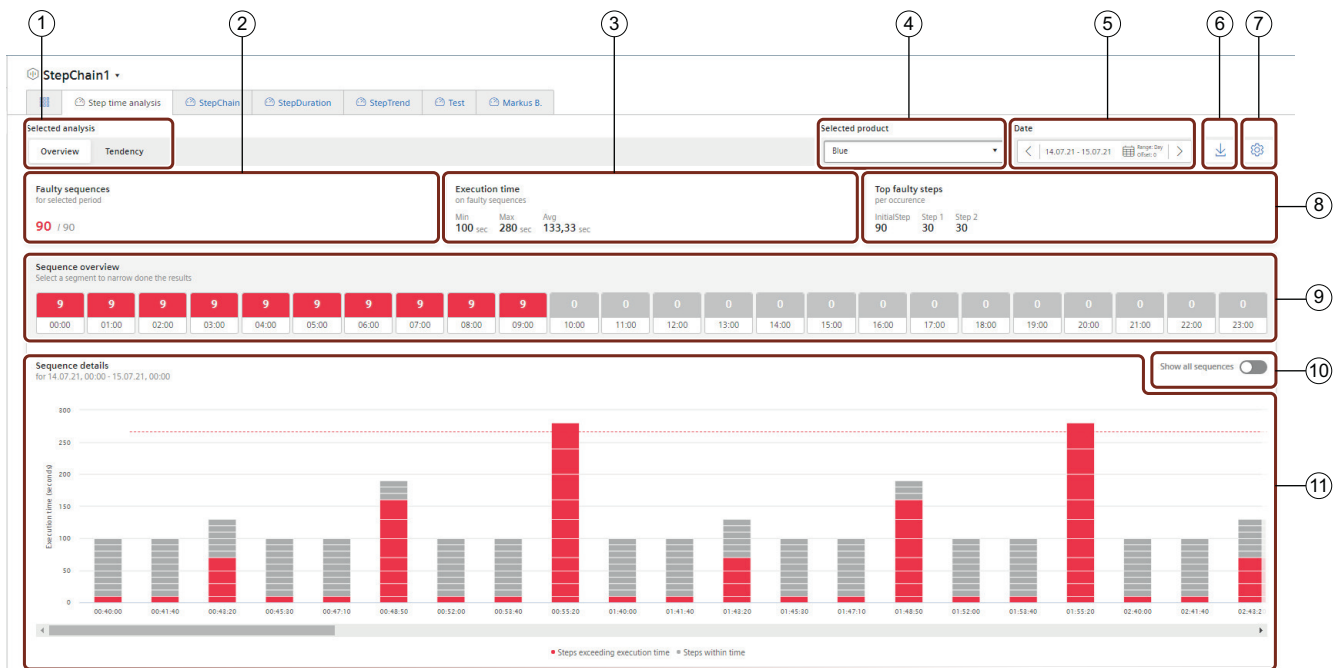 1 2 3 4 5 6 7
StepChain1
Step time analysis StepChain StepDuration StepTrend Test Markus B.
Selected analysis Selected product Date
Overview Tendency Blue 14.07.21 - 15.07.21 Range: Day
Offset: 0
Faulty sequences Execution time Top faulty steps
for selected period on faulty sequences per occurence
Min Max Avg InitialStep Step 1 Step 2
90 / 90 100 sec 280 sec 133,33 sec 90 30 30
8
Sequence overview
Select a segment to narrow done the results
9 9 9 9 9 9 9 9 9 9 0 0 0 0 0 0 0 0 0 0 0 0 0 0
9
00:00 01:00 02:00 03:00 04:00 05:00 06:00 07:00 08:00 09:00 10:00 11:00 12:00 13:00 14:00 15:00 16:00 17:00 18:00 19:00 20:00 21:00 22:00 23:00
Sequence details Show all sequences 10
for 14.07.21, 00:00 - 15.07.21, 00:00
300
250
200
150
100
50
0
Execution time (seconds)
11
00:40:00 00:41:40 00:43:20 00:45:30 00:47:10 00:48:50 00:52:00 00:53:40 00:55:20 01:40:00 01:41:40 01:43:20 01:45:30 01:47:10 01:48:50 01:52:00 01:53:40 01:55:20 02:40:00 02:41:40 02:43:2
Steps exceeding execution time Steps within time